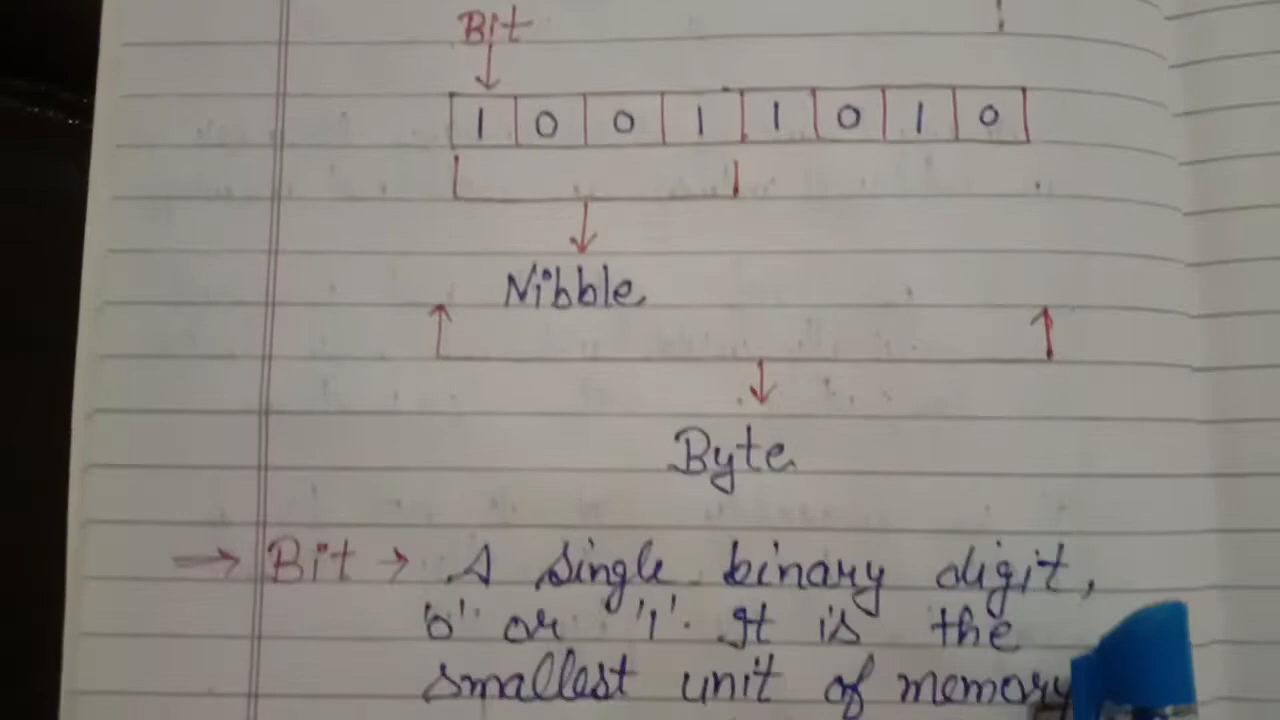 Bit
1 0 0 1 1 0 1 0
Nibble
Byte
→ Bit → A single binary digit,
'0' or '1'. It is the
smallest unit of memory